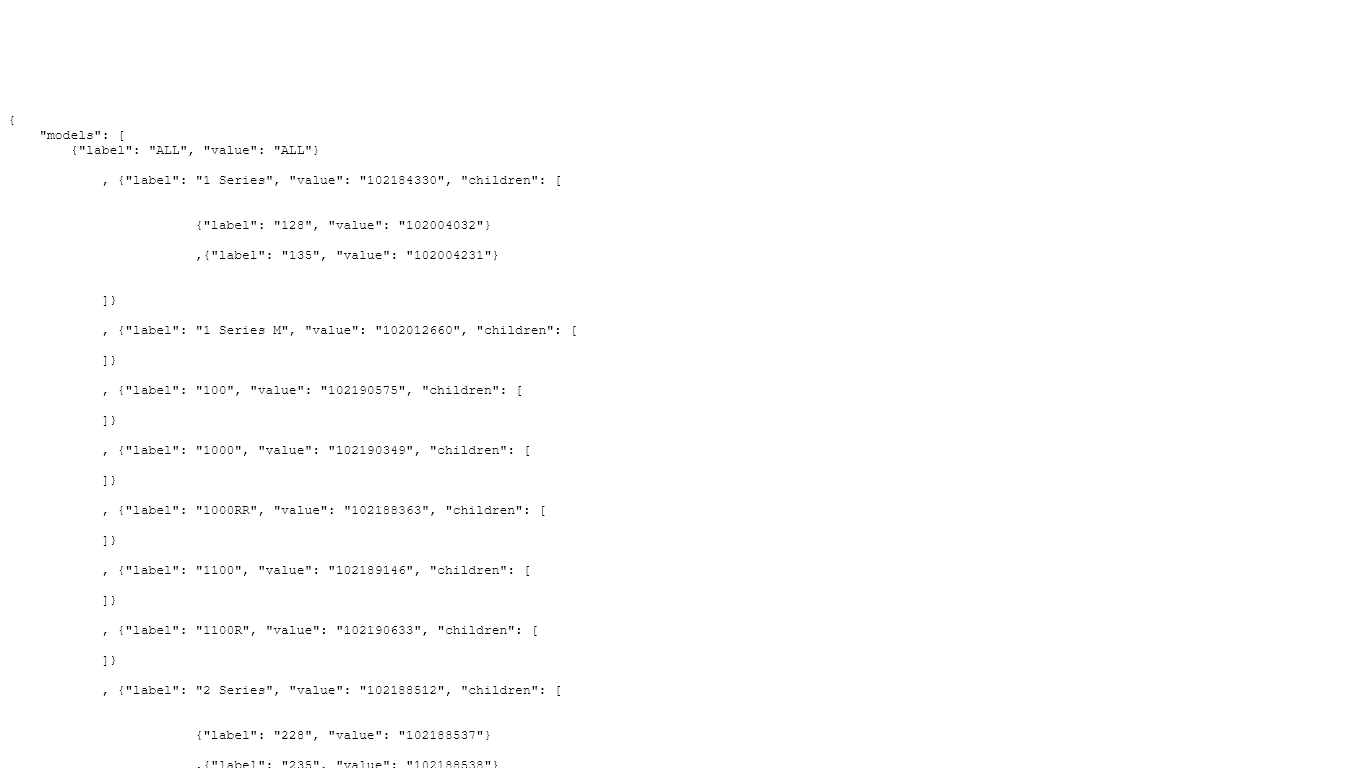 {
"models": [
{"label": "ALL", "value": "ALL"}
, {"label": "1 Series", "value": "102184330", "children": [
{"label": "128", "value": "102004032"}
,{"label": "135", "value": "102004231"}
]}
, {"label": "1 Series M", "value": "102012660", "children": [
]}
, {"label": "100", "value": "102190575", "children": [
]}
, {"label": "1000", "value": "102190349", "children": [
]}
, {"label": "1000RR", "value": "102188363", "children": [
]}
, {"label": "1100", "value": "102189146", "children": [
]}
, {"label": "1100R", "value": "102190633", "children": [
]}
, {"label": "2 Series", "value": "102188512", "children": [
{"label": "228", "value": "102188537"}
,{"label": "235", "value": "102188538"}